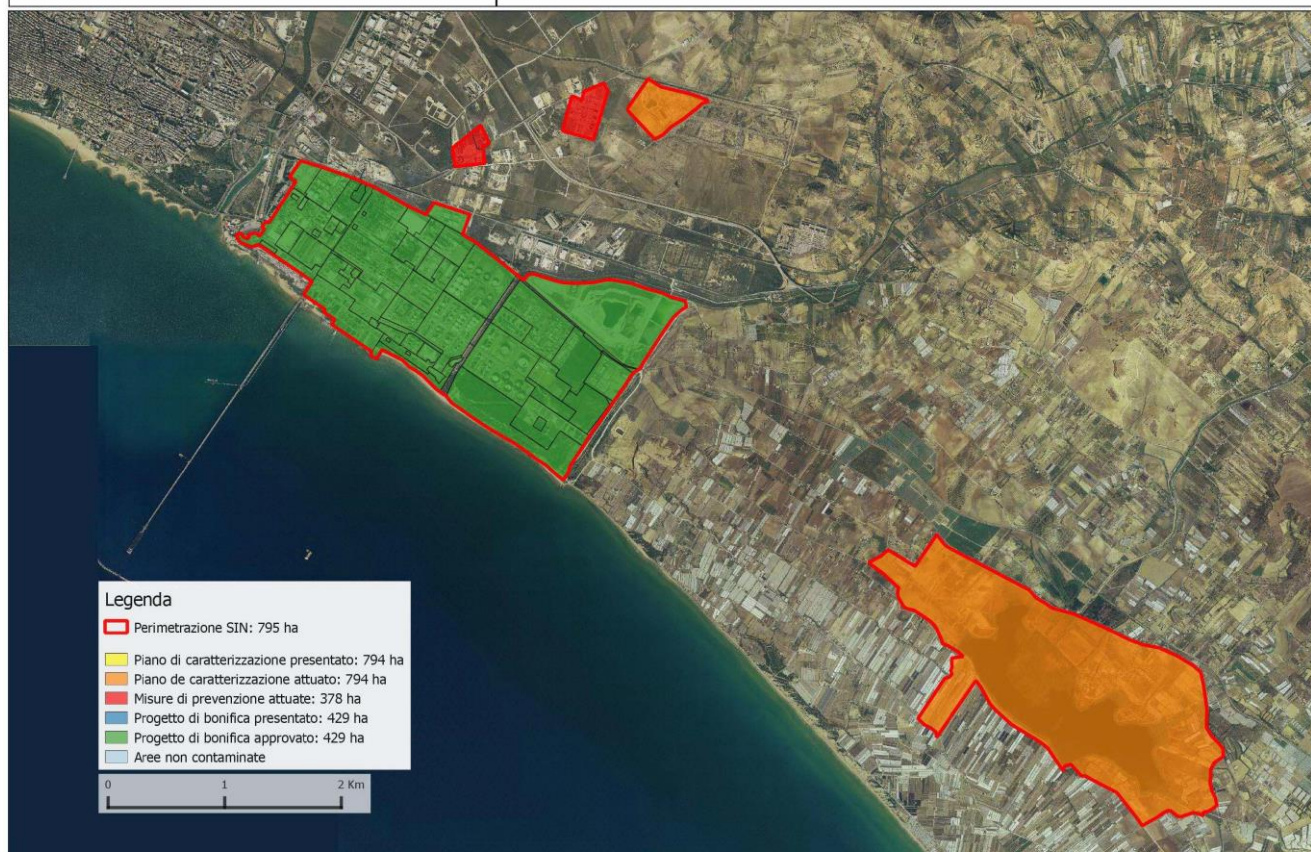 Legenda
Perimetrazione SIN: 795 ha
Piano di caratterizzazione presentato: 794 ha
Piano de caratterizzazione attuato: 794 ha
Misure di prevenzione attuate: 378 ha
Progetto di bonifica presentato: 429 ha
Progetto di bonifica approvato: 429 ha
Aree non contaminate
0 1 2 Km